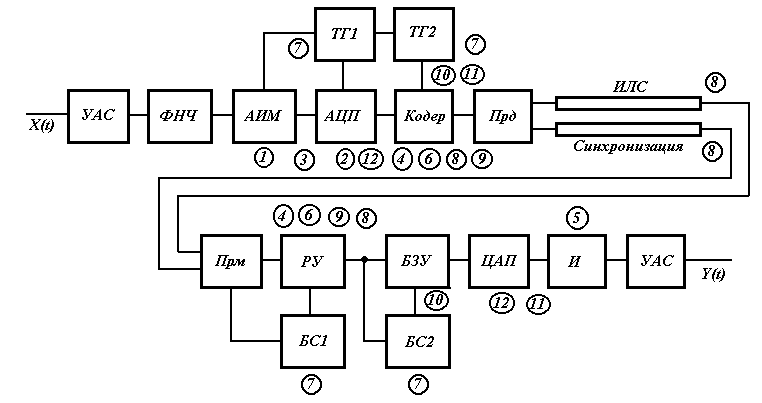 ТГ1 ТГ2
7 7
10 11 8
УАС ФНЧ АИМ АЦП Кодер Прд ИЛС
X(t)
Синхронизация 8
1 3 2 12 4 6 8 9
4 6 9 8 5
Прм РУ БЗУ ЦАП И УАС
Y(t)
10 12 11
БС1 БС2
7 7